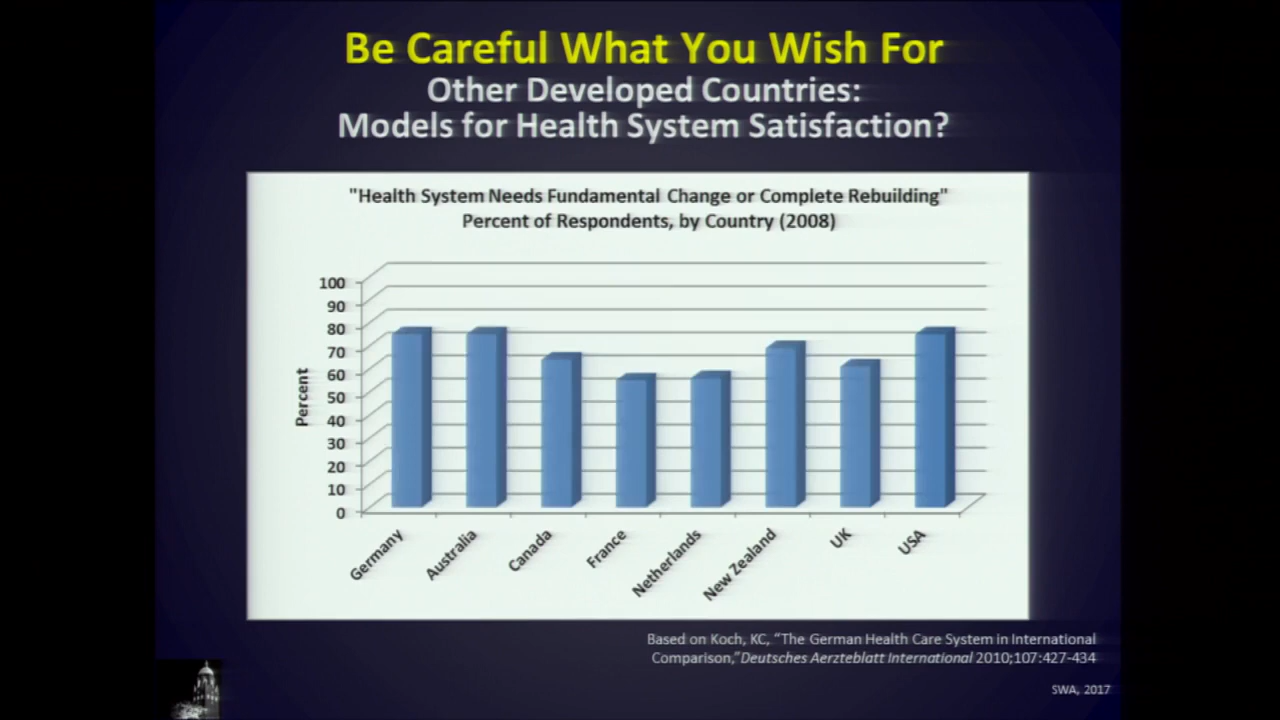 Be Careful What You Wish For
Other Developed Countries:
Models for Health System Satisfaction?
"Health System Needs Fundamental Change or Complete Rebuilding"
Percent of Respondents, by Country (2008)
Percent
100
90
80
70
60
50
40
30
20
10
0
Germany
Australia
Canada
France
Netherlands
New Zealand
UK
USA
Based on Koch, KC, “The German Health Care System in International
Comparison,”Deutsches Aerzteblatt International 2010;107:427-434
SWA, 2017